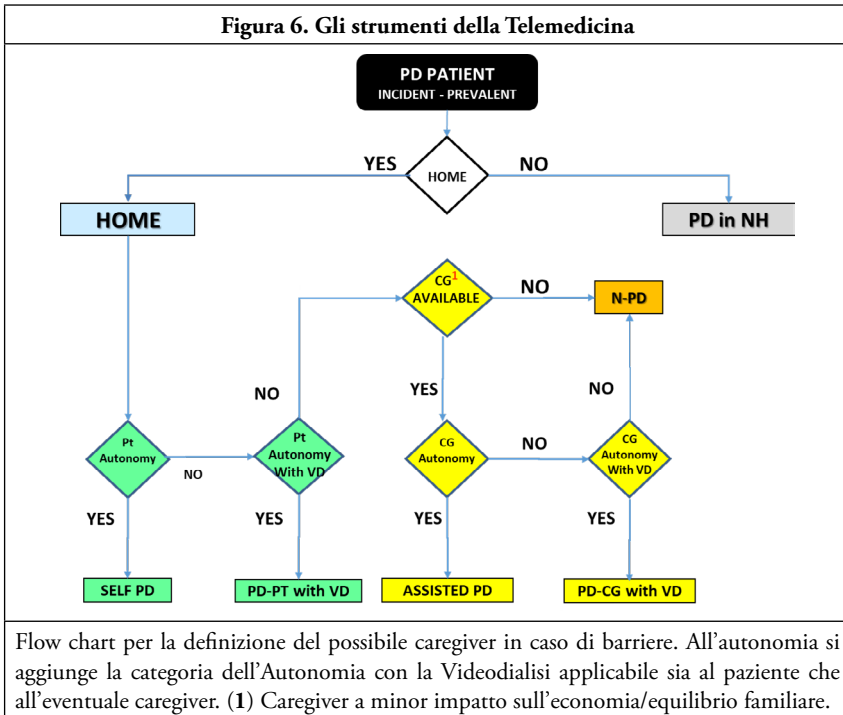 Figura 6. Gli strumenti della Telemedicina
PD PATIENT
INCIDENT - PREVALENT
YES
HOME
NO
HOME
PD in NH
CG1
AVAILABLE
NO
N-PD
NO
YES
NO
Pt
Autonomy
NO
Pt
Autonomy
With VD
CG
Autonomy
NO
CG
Autonomy
With VD
YES
YES
YES
YES
SELF PD
PD-PT with VD
ASSISTED PD
PD-CG with VD
Flow chart per la definizione del possibile caregiver in caso di barriere. All’autonomia si
aggiunge la categoria dell’Autonomia con la Videodialisi applicabile sia al paziente che
all’eventuale caregiver. (1) Caregiver a minor impatto sull’economia/equilibrio familiare.